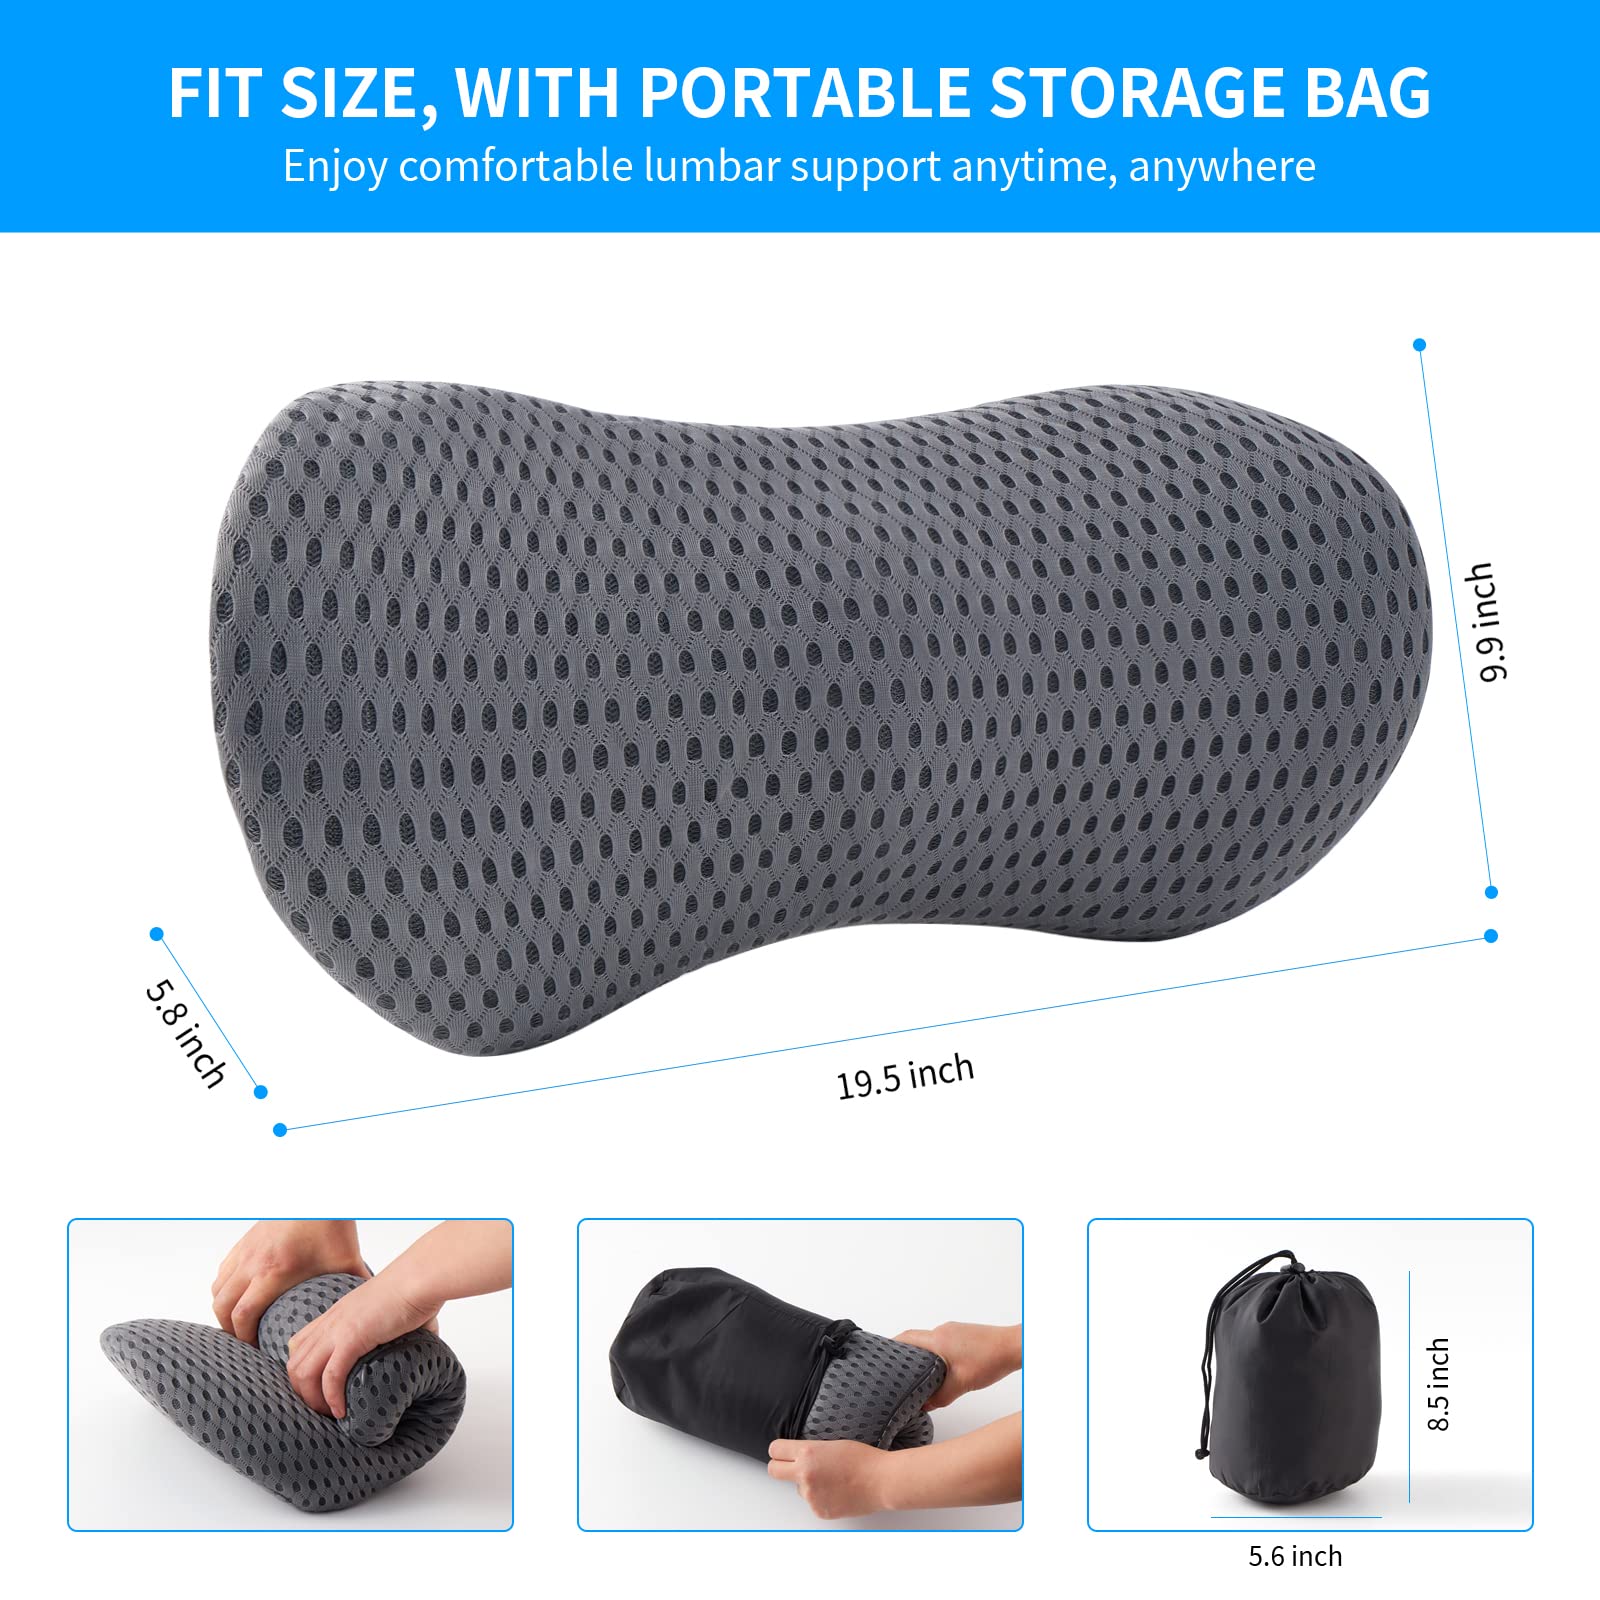 FIT SIZE, WITH PORTABLE STORAGE BAG
Enjoy comfortable lumbar support anytime, anywhere
9.9 inch
5.8 inch
19.5 inch
8.5 inch
5.6 inch